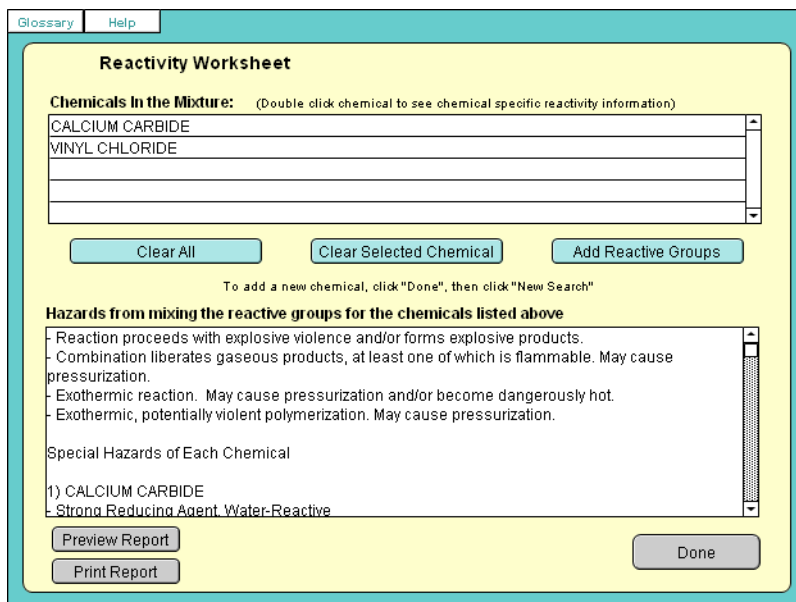 Glossary Help
Reactivity Worksheet
Chemicals In the Mixture: (Double click chemical to see chemical specific reactivity information)
CALCIUM CARBIDE
VINYL CHLORIDE
Clear All Clear Selected Chemical Add Reactive Groups
To add a new chemical, click "Done", then click "New Search"
Hazards from mixing the reactive groups for the chemicals listed above
- Reaction proceeds with explosive violence and/or forms explosive products.
- Combination liberates gaseous products, at least one of which is flammable. May cause
pressurization.
- Exothermic reaction. May cause pressurization and/or become dangerously hot.
- Exothermic, potentially violent polymerization. May cause pressurization.
Special Hazards of Each Chemical
1) CALCIUM CARBIDE
- Strong Reducing Agent, Water-Reactive
Preview Report
Done
Print Report